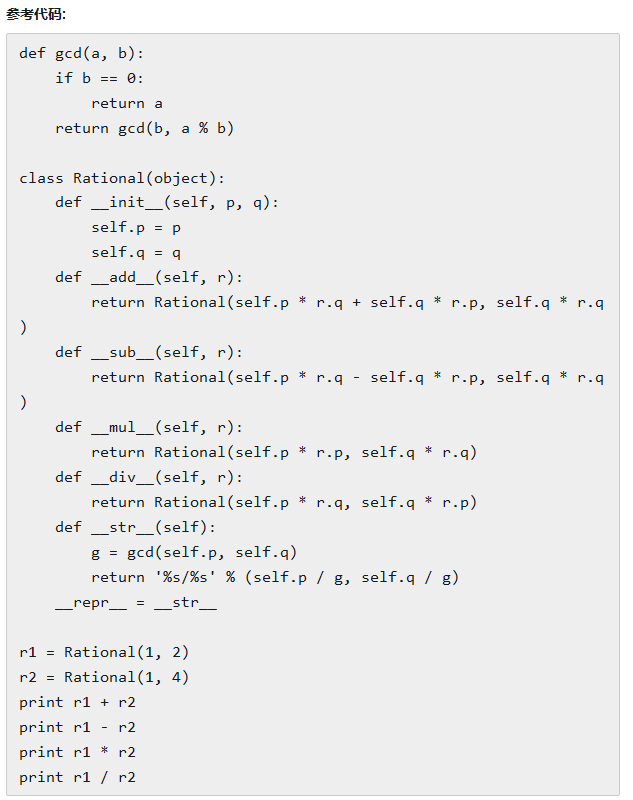 参考代码:
def gcd(a, b):
    if b == 0:
        return a
    return gcd(b, a % b)

class Rational(object):
    def __init__(self, p, q):
        self.p = p
        self.q = q
    def __add__(self, r):
        return Rational(self.p * r.q + self.q * r.p, self.q * r.q
)
    def __sub__(self, r):
        return Rational(self.p * r.q - self.q * r.p, self.q * r.q
)
    def __mul__(self, r):
        return Rational(self.p * r.p, self.q * r.q)
    def __div__(self, r):
        return Rational(self.p * r.q, self.q * r.p)
    def __str__(self):
        g = gcd(self.p, self.q)
        return '%s/%s' % (self.p / g, self.q / g)
    __repr__ = __str__

r1 = Rational(1, 2)
r2 = Rational(1, 4)
print r1 + r2
print r1 - r2
print r1 * r2
print r1 / r2